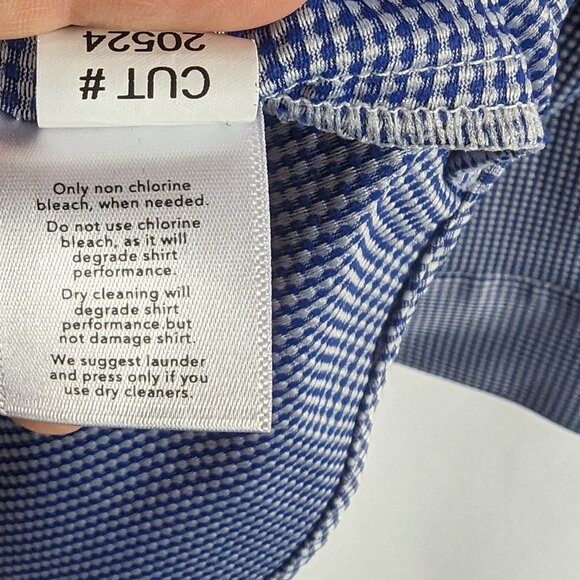 CUT #
20524
Only non chlorine
bleach, when needed.
Do not use chlorine
bleach, as it will
degrade shirt
performance.
Dry cleaning will
degrade shirt
performance.but
not damage shirt.
We suggest launder
and press only if you
use dry cleaners.